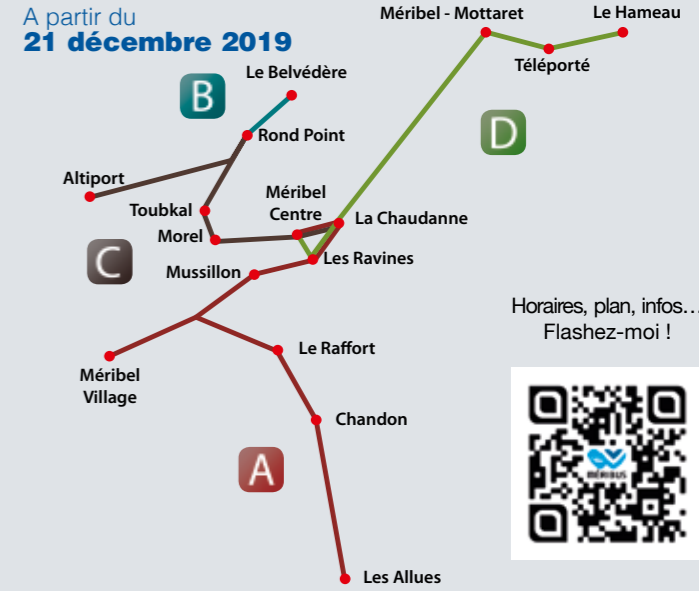 A partir du
21 décembre 2019
Méribel - Mottaret
Le Hameau
Téléporté
Le Belvédère
B
Rond Point
D
Altiport
Toubkal
Méribel
Centre
La Chaudanne
Morel
C
Les Ravines
Mussillon
Horaires, plan, infos…
Flashez-moi !
Le Raffort
Méribel
Village
Chandon
A
MÉRIBUS
Les Allues